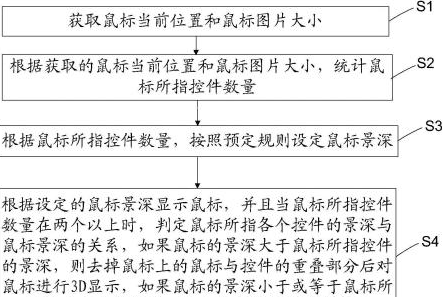 获取鼠标当前位置和鼠标图片大小
S1
根据获取的鼠标当前位置和鼠标图片大小，统计鼠
标所指控件数量
S2
根据鼠标所指控件数量，按照预定规则设定鼠标景深
S3
根据设定的鼠标景深显示鼠标，并且当鼠标所指控件
数量在两个以上时，判定鼠标所指各个控件的景深与
鼠标景深的关系，如果鼠标的景深大于鼠标所指控件
的景深，则去掉鼠标上的鼠标与控件的重叠部分后对
鼠标进行3D显示，如果鼠标的景深小于或等于鼠标所
S4